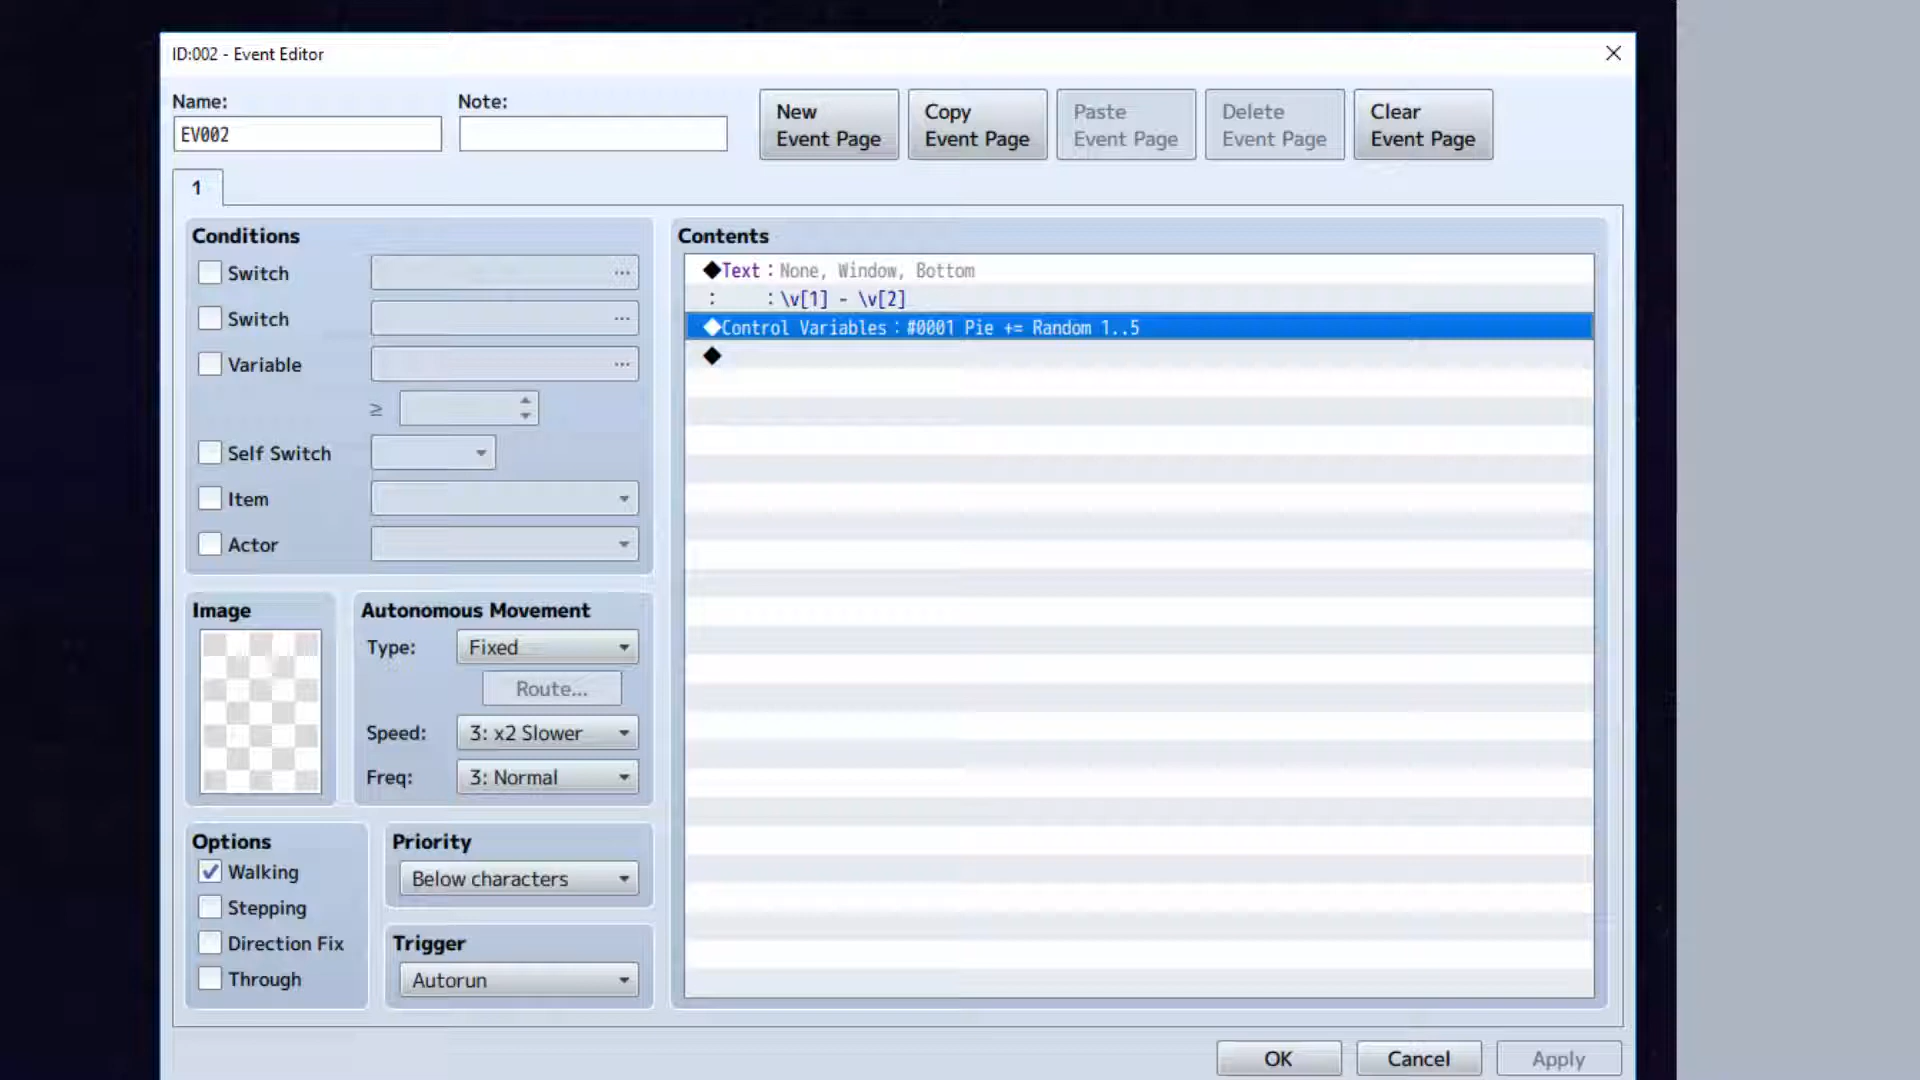 ID:002 - Event Editor
Name:
Note:
EV002
New
Event Page
Copy
Event Page
Paste
Event Page
Delete
Event Page
Clear
Event Page
1
Conditions
Switch
...
Switch
...
Variable
...
≥
Self Switch
Item
Actor
Image
Autonomous Movement
Type:
Fixed
Route...
Speed:
3: x2 Slower
Freq:
3: Normal
Options
Walking
Stepping
Direction Fix
Through
Priority
Below characters
Trigger
Autorun
Contents
◆Text：None, Window, Bottom
：　　：\v[1] - \v[2]
◆Control Variables：#0001 Pie += Random 1..5
◆
OK
Cancel
Apply